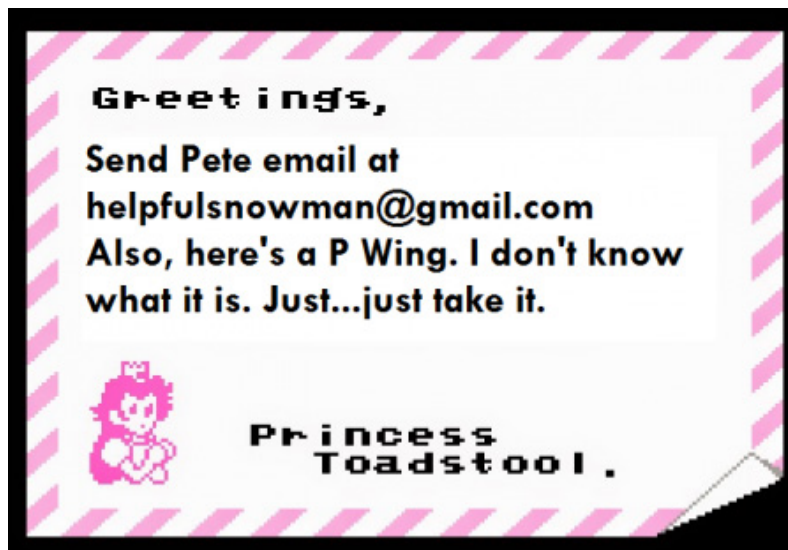 Greetings,
Send Pete email at
helpfulsnowman@gmail.com
Also, here's a P Wing. I don't know
what it is. Just...just take it.
Princess
Toadstool.